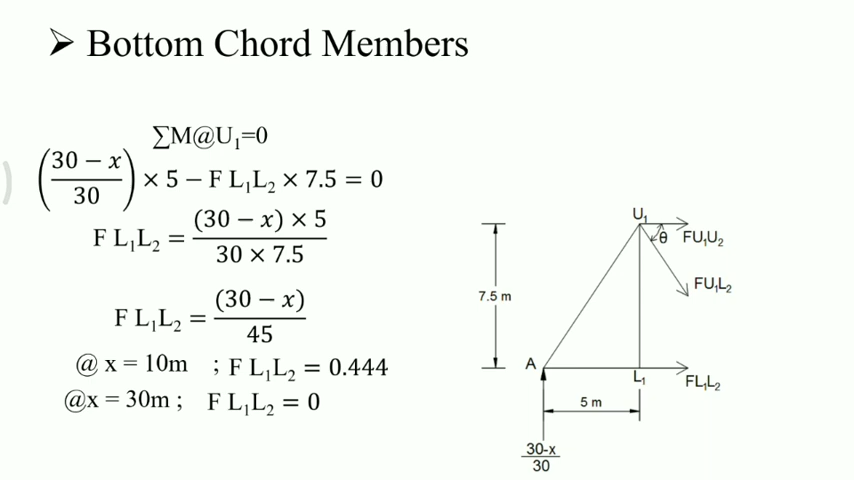 ➢ Bottom Chord Members
∑M@U₁=0
((30 − x)/30) × 5 − F L₁L₂ × 7.5 = 0
F L₁L₂ = ((30 − x) × 5)/(30 × 7.5)
F L₁L₂ = (30 − x)/45
@ x = 10m ; F L₁L₂ = 0.444
@x = 30m ; F L₁L₂ = 0
U₁
θ FU₁U₂
FU₁L₂
7.5 m
A
L₁ FL₁L₂
5 m
30-x
30